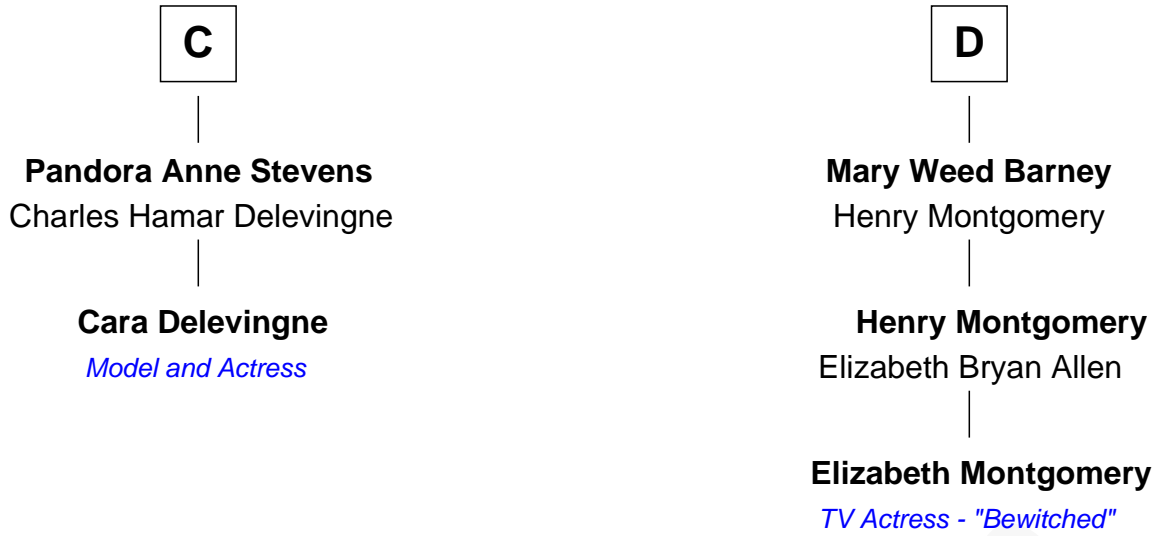 C
Pandora Anne Stevens
Charles Hamar Delevingne
Cara Delevingne
Model and Actress
D
Mary Weed Barney
Henry Montgomery
Henry Montgomery
Elizabeth Bryan Allen
Elizabeth Montgomery
TV Actress - "Bewitched"